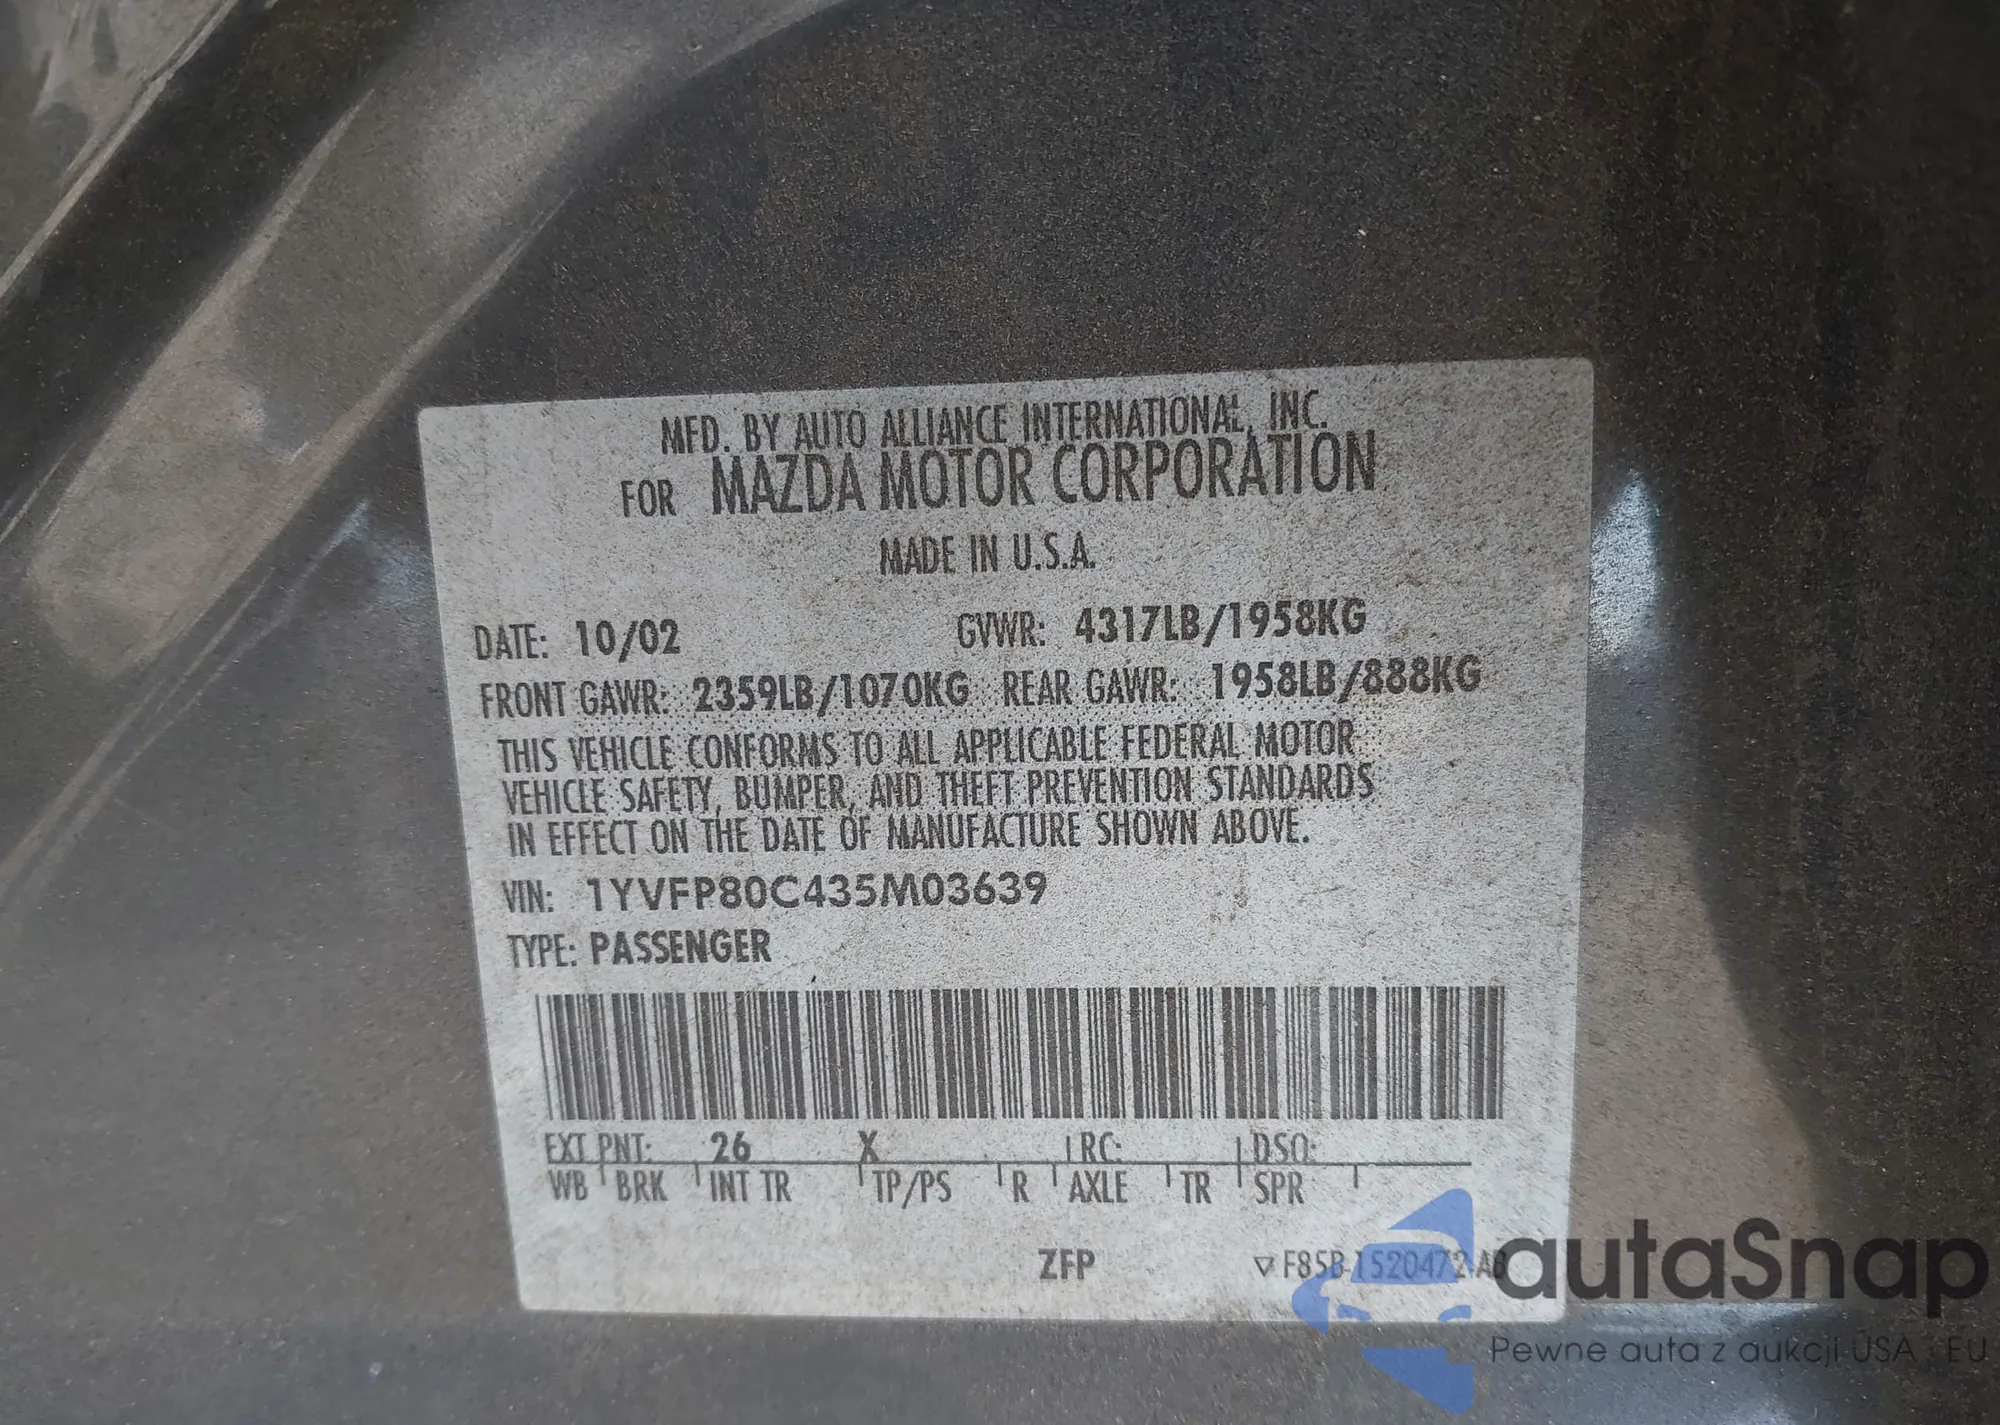 MFD. BY AUTO ALLIANCE INTERNATIONAL, INC.
FOR MAZDA MOTOR CORPORATION
MADE IN U.S.A.
DATE: 10/02 GVWR: 4317LB/1958KG
FRONT GAWR: 2359LB/1070KG REAR GAWR: 1958LB/888KG
THIS VEHICLE CONFORMS TO ALL APPLICABLE FEDERAL MOTOR
VEHICLE SAFETY, BUMPER, AND THEFT PREVENTION STANDARDS
IN EFFECT ON THE DATE OF MANUFACTURE SHOWN ABOVE.
VIN: 1YVFP80C435M03639
TYPE: PASSENGER
EXT PNT: 26 X RC: DSO:
WB BRK INT TR TP/PS R AXLE TR SPR
ZFP F85B-1520472-AB
autaSnap
Pewne auta z aukcji USA i EU